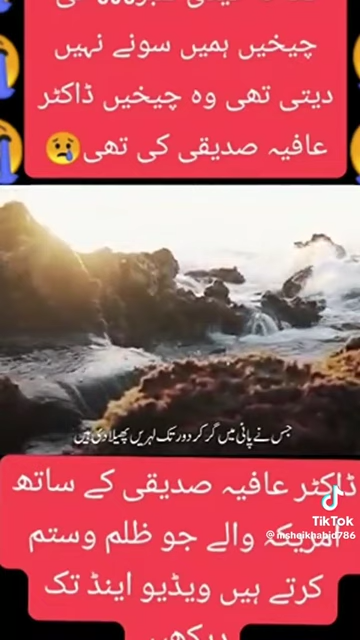 چیخیں ہمیں سونے نہیں
دیتی تھی وہ چیخیں ڈاکٹر
عافیہ صدیقی کی تھی😢
جس نے پانی میں گر کر دور تک لہریں پھیلا دی ہیں
ڈاکٹر عافیہ صدیقی کے ساتھ
امریکہ والے جو ظلم وستم
کرتے ہیں ویڈیو اینڈ تک
دیکھیں
TikTok